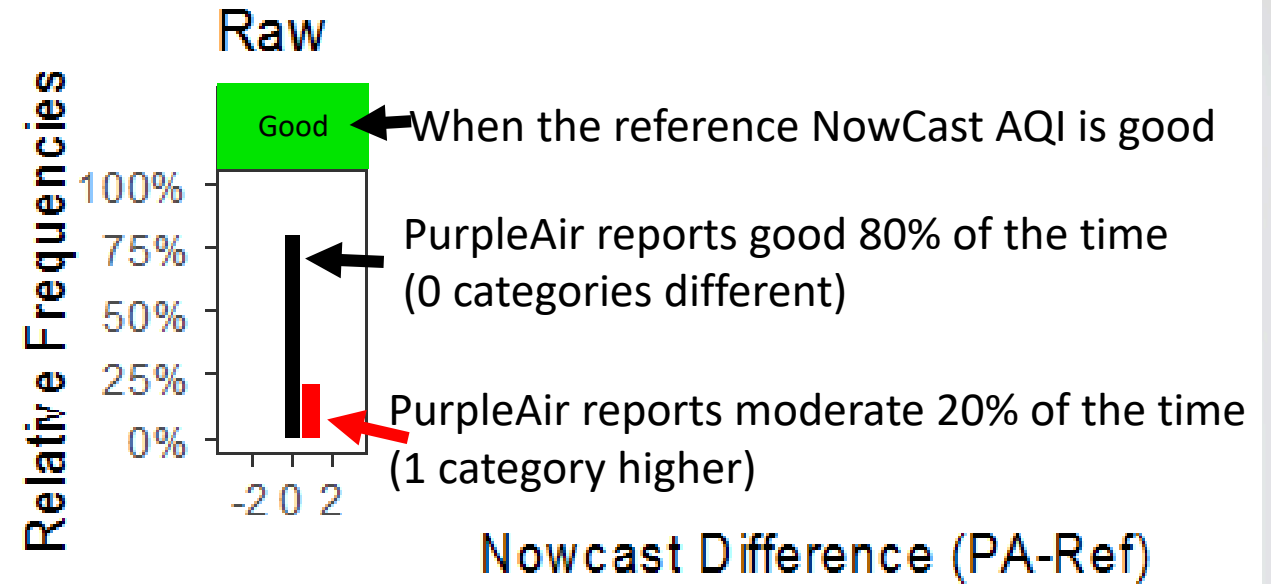 Raw
Relative Frequencies
Good
When the reference NowCast AQI is good
100%
75%
50%
25%
0%
PurpleAir reports good 80% of the time
(0 categories different)
PurpleAir reports moderate 20% of the time
(1 category higher)
-2 0 2
Nowcast Difference (PA-Ref)